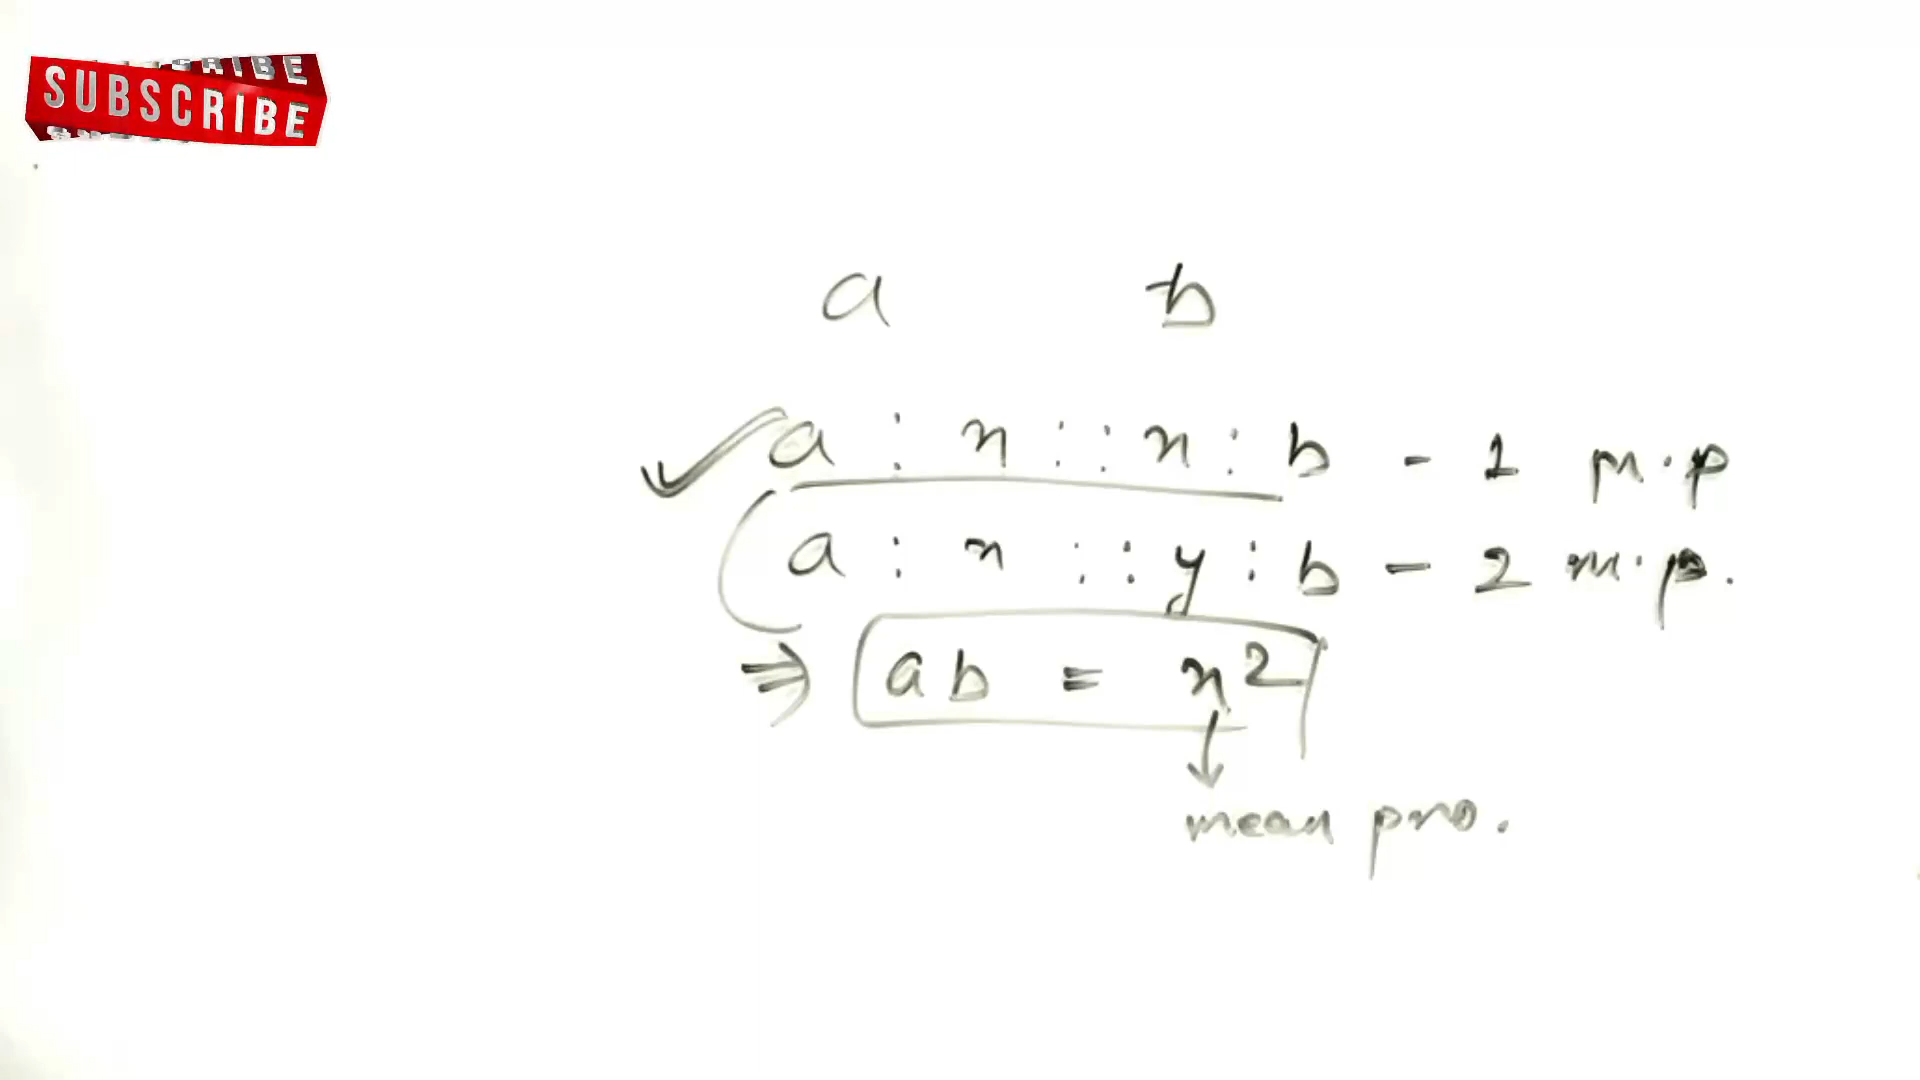 SUBSCRIBE
a b
a : x :: x : b - 1 m.p
a : x :: y : b - 2 m.p.
⇒ ab = x²
mean pro.